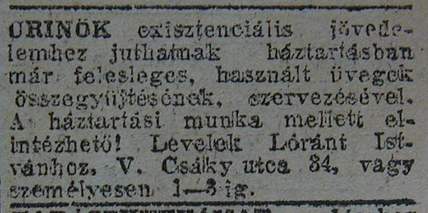 URINŐK exisztenciális jövede-
lemhez juthatnak háztartásban
már felesleges, használt üvegek
összegyüjtésének, szervezésével.
A háztartási munka mellett el-
intézhető! Levelek Lóránt Ist-
vánhoz, V. Csáky utca 34, vagy
személyesen 1—3 ig.